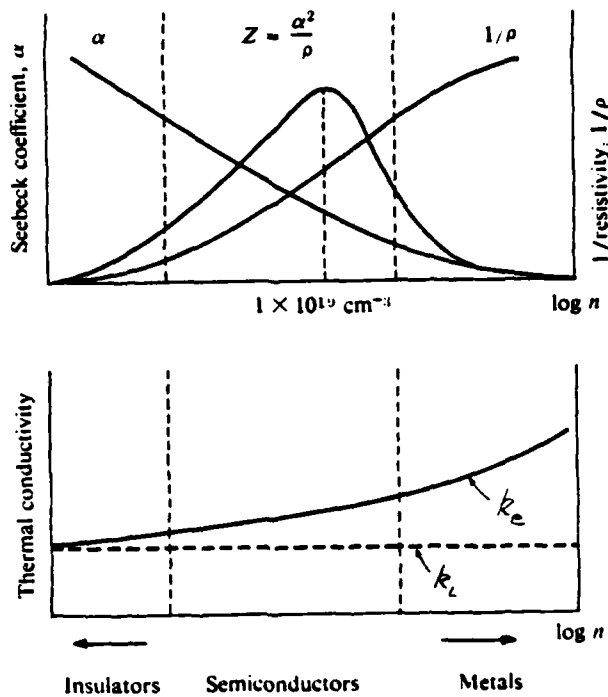 α
Z = α²/ρ
1/ρ
Seebeck coefficient, α
1/resistivity, 1/ρ
1 × 10¹⁹ cm⁻³
log n
Thermal conductivity
kₑ
k_L
log n
Insulators
Semiconductors
Metals